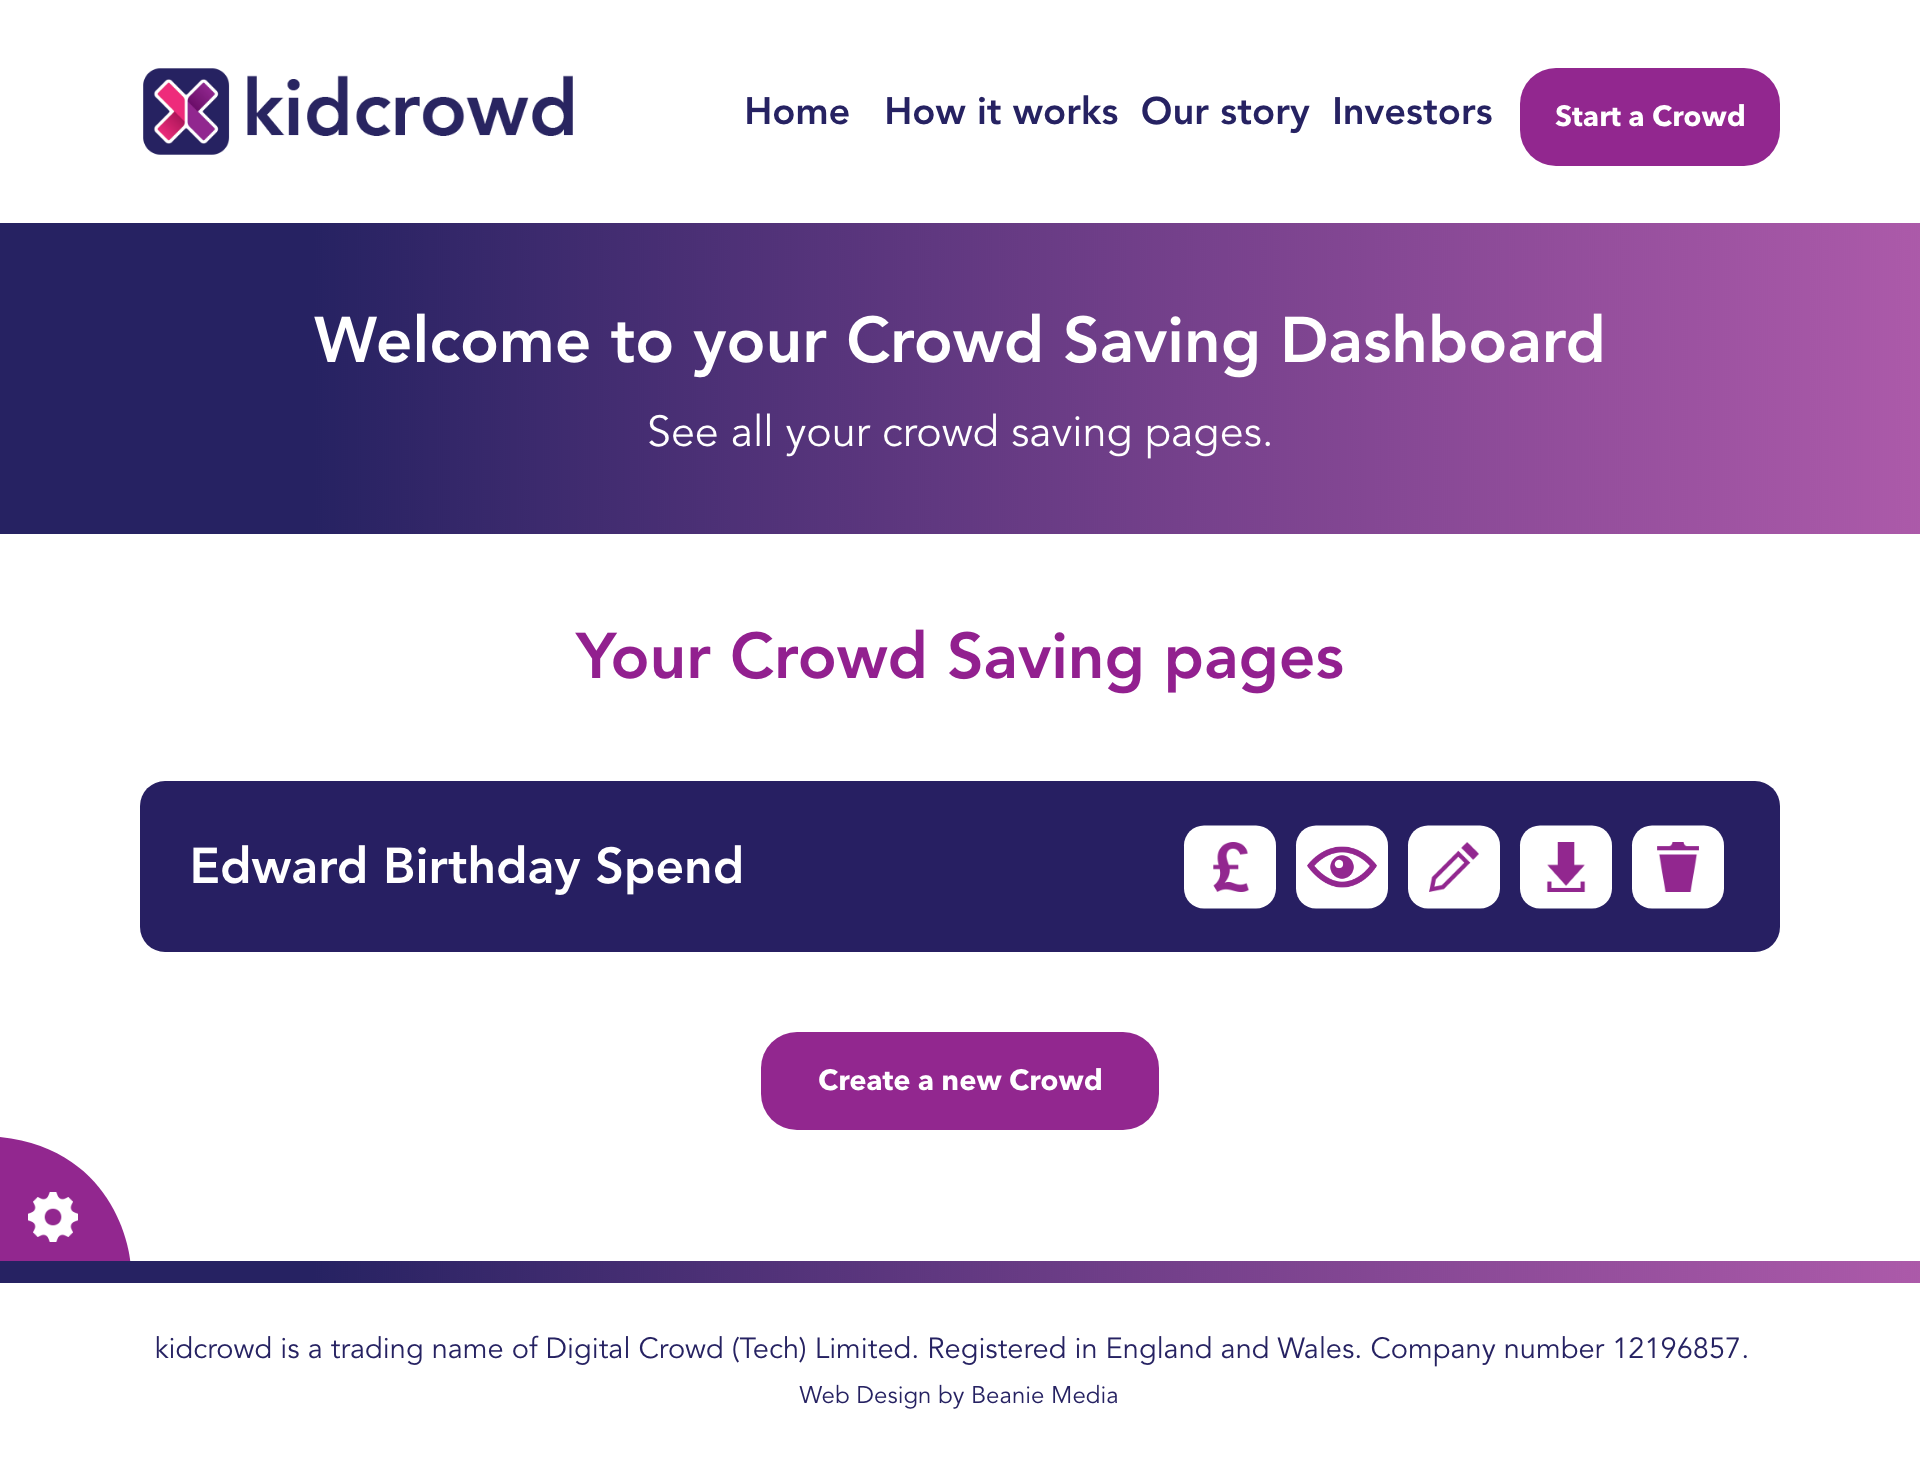 kidcrowd
Home How it works Our story Investors Start a Crowd
Welcome to your Crowd Saving Dashboard
See all your crowd saving pages.
Your Crowd Saving pages
Edward Birthday Spend £
Create a new Crowd
kidcrowd is a trading name of Digital Crowd (Tech) Limited. Registered in England and Wales. Company number 12196857.
Web Design by Beanie Media